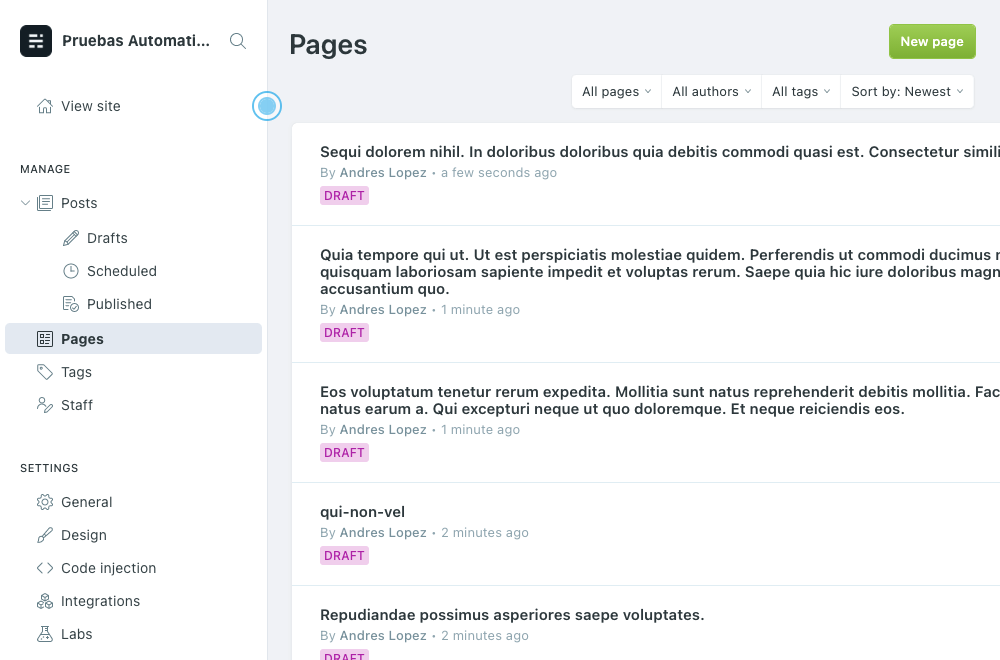 Pruebas Automati...
View site
MANAGE
Posts
Drafts
Scheduled
Published
Pages
Tags
Staff
SETTINGS
General
Design
Code injection
Integrations
Labs
Pages
New page
All pages
All authors
All tags
Sort by: Newest
Sequi dolorem nihil. In doloribus doloribus quia debitis commodi quasi est. Consectetur simili
By Andres Lopez • a few seconds ago
DRAFT
Quia tempore qui ut. Ut est perspiciatis molestiae quidem. Perferendis ut commodi ducimus r
quisquam laboriosam sapiente impedit et voluptas rerum. Saepe quia hic iure doloribus magn
accusantium quo.
By Andres Lopez • 1 minute ago
DRAFT
Eos voluptatum tenetur rerum expedita. Mollitia sunt natus reprehenderit debitis mollitia. Fac
natus earum a. Qui excepturi neque ut quo doloremque. Et neque reiciendis eos.
By Andres Lopez • 1 minute ago
DRAFT
qui-non-vel
By Andres Lopez • 2 minutes ago
DRAFT
Repudiandae possimus asperiores saepe voluptates.
By Andres Lopez • 2 minutes ago
DRAFT